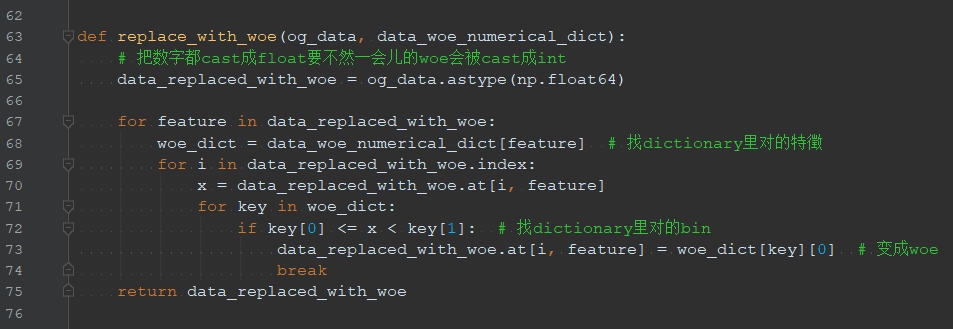 62
63 def replace_with_woe(og_data, data_woe_numerical_dict):
64     # 把数字都cast成float要不然一会儿的woe会被cast成int
65     data_replaced_with_woe = og_data.astype(np.float64)
66
67     for feature in data_replaced_with_woe:
68         woe_dict = data_woe_numerical_dict[feature]  # 找dictionary里对的特徵
69         for i in data_replaced_with_woe.index:
70             x = data_replaced_with_woe.at[i, feature]
71             for key in woe_dict:
72                 if key[0] <= x < key[1]:  # 找dictionary里对的bin
73                     data_replaced_with_woe.at[i, feature] = woe_dict[key][0]  # 变成woe
74                     break
75     return data_replaced_with_woe
76